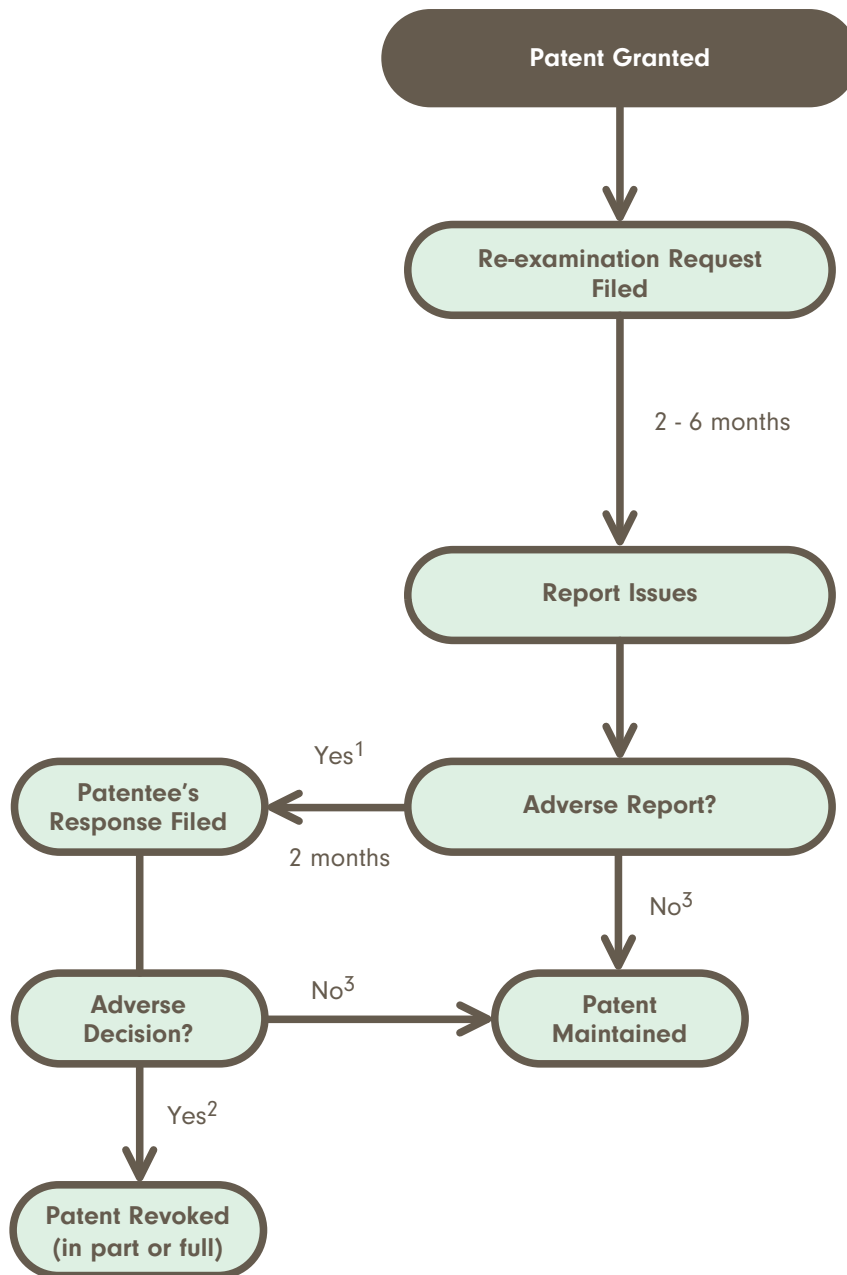 Patent Granted
Re-examination Request
Filed
2 - 6 months
Report Issues
Adverse Report?
Yes1
2 months
Patentee's
Response Filed
No3
Adverse
Decision?
No3
Patent
Maintained
Yes2
Patent Revoked
(in part or full)